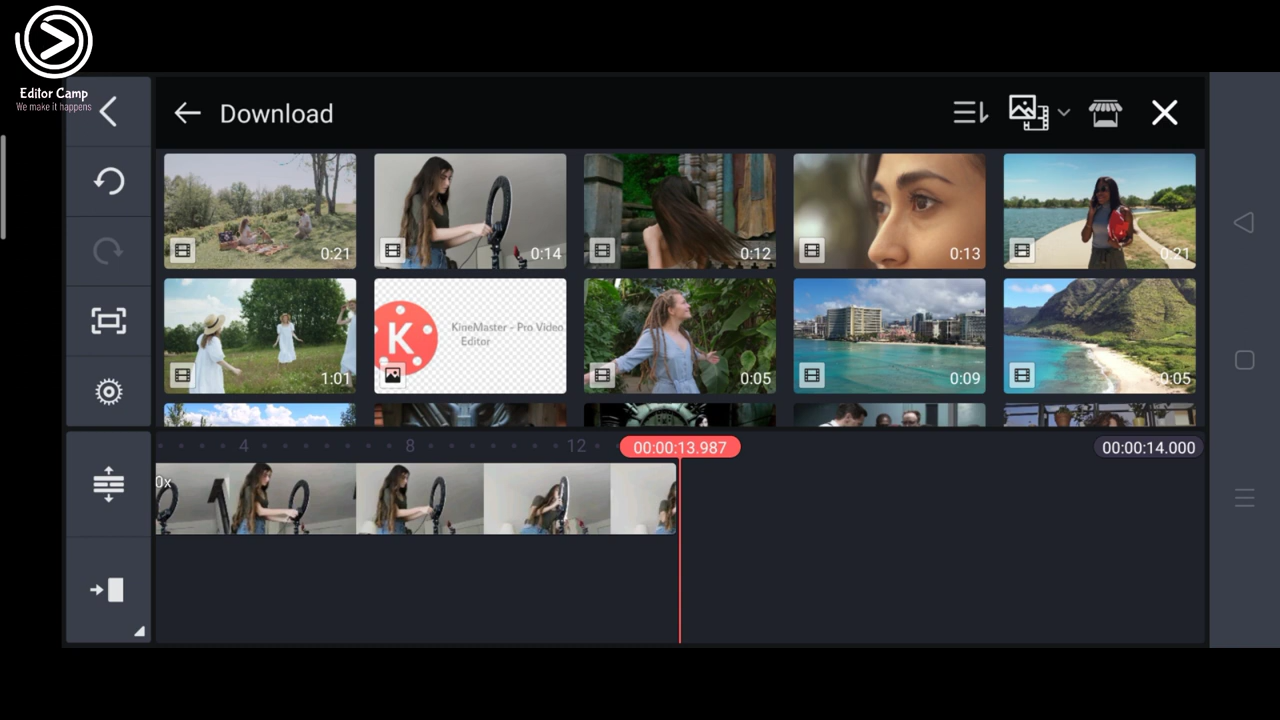 Editor Camp
We make it happens
Download
0:21
0:14
0:12
0:13
0:21
1:01
KineMaster - Pro Video
Editor
0:05
0:09
0:05
4
8
12
00:00:13.987
00:00:14.000
0x